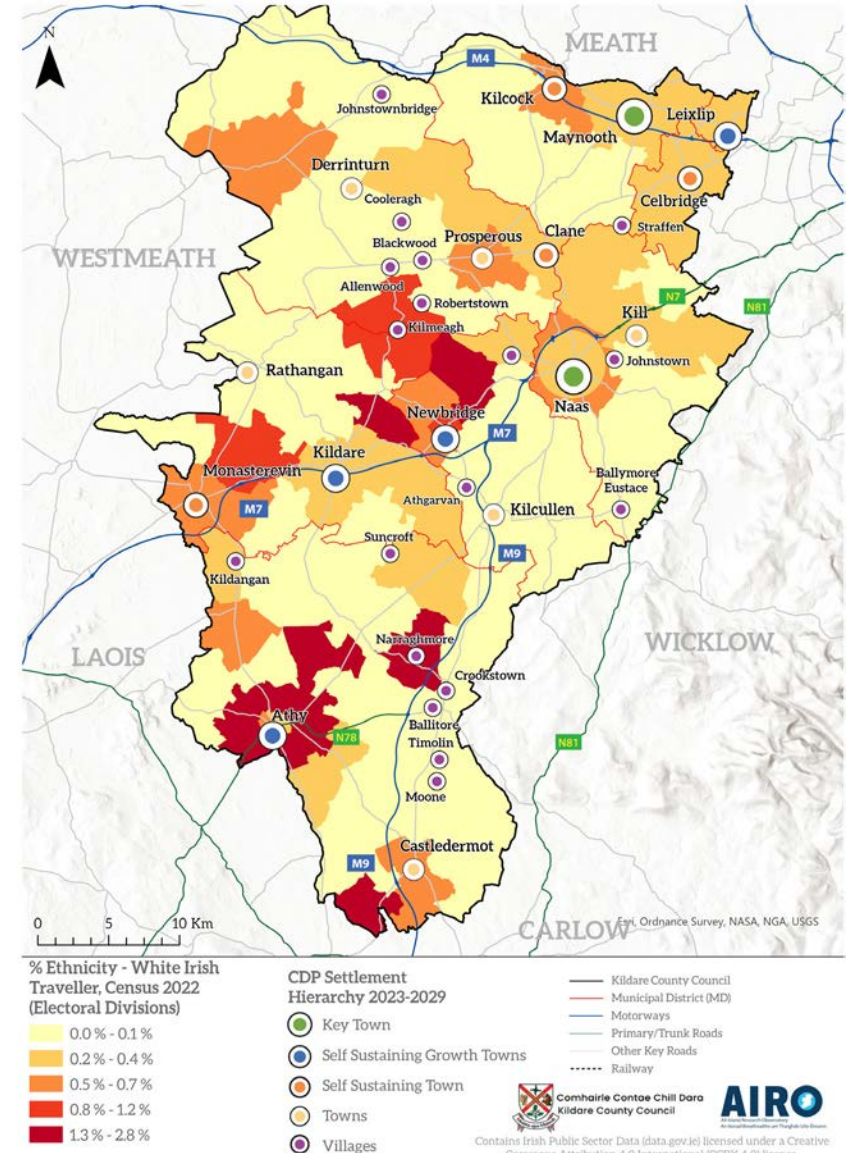 N
MEATH
M4
Johnstownbridge
Kilcock
Leixlip
Maynooth
Derrinturn
Cooleragh
Celbridge
Straffen
Blackwood
Prosperous
Clane
WESTMEATH
Allenwood
Robertstown
N7
N81
Kill
Kilmeagh
Johnstown
Rathangan
Naas
Newbridge
M7
Kildare
Monasterevin
Ballymore
Eustace
Athgarvan
Kilcullen
M7
Suncroft
M9
Kildangan
WICKLOW
LAOIS
Narraghmore
Crookstown
Athy
Ballitore
N78
Timolin
N81
Moone
Castledermot
M9
0 5 10 Km
CARLOW
Esri, Ordnance Survey, NASA, NGA, USGS
% Ethnicity - White Irish
Traveller, Census 2022
(Electoral Divisions)
0.0 % - 0.1 %
0.2 % - 0.4 %
0.5 % - 0.7 %
0.8 % - 1.2 %
1.3 % - 2.8 %
CDP Settlement
Hierarchy 2023-2029
Key Town
Self Sustaining Growth Towns
Self Sustaining Town
Towns
Villages
Kildare County Council
Municipal District (MD)
Motorways
Primary/Trunk Roads
Other Key Roads
Railway
Comhairle Contae Chill Dara
Kildare County Council
AIRO
Contains Irish Public Sector Data (data.gov.ie) licensed under a Creative